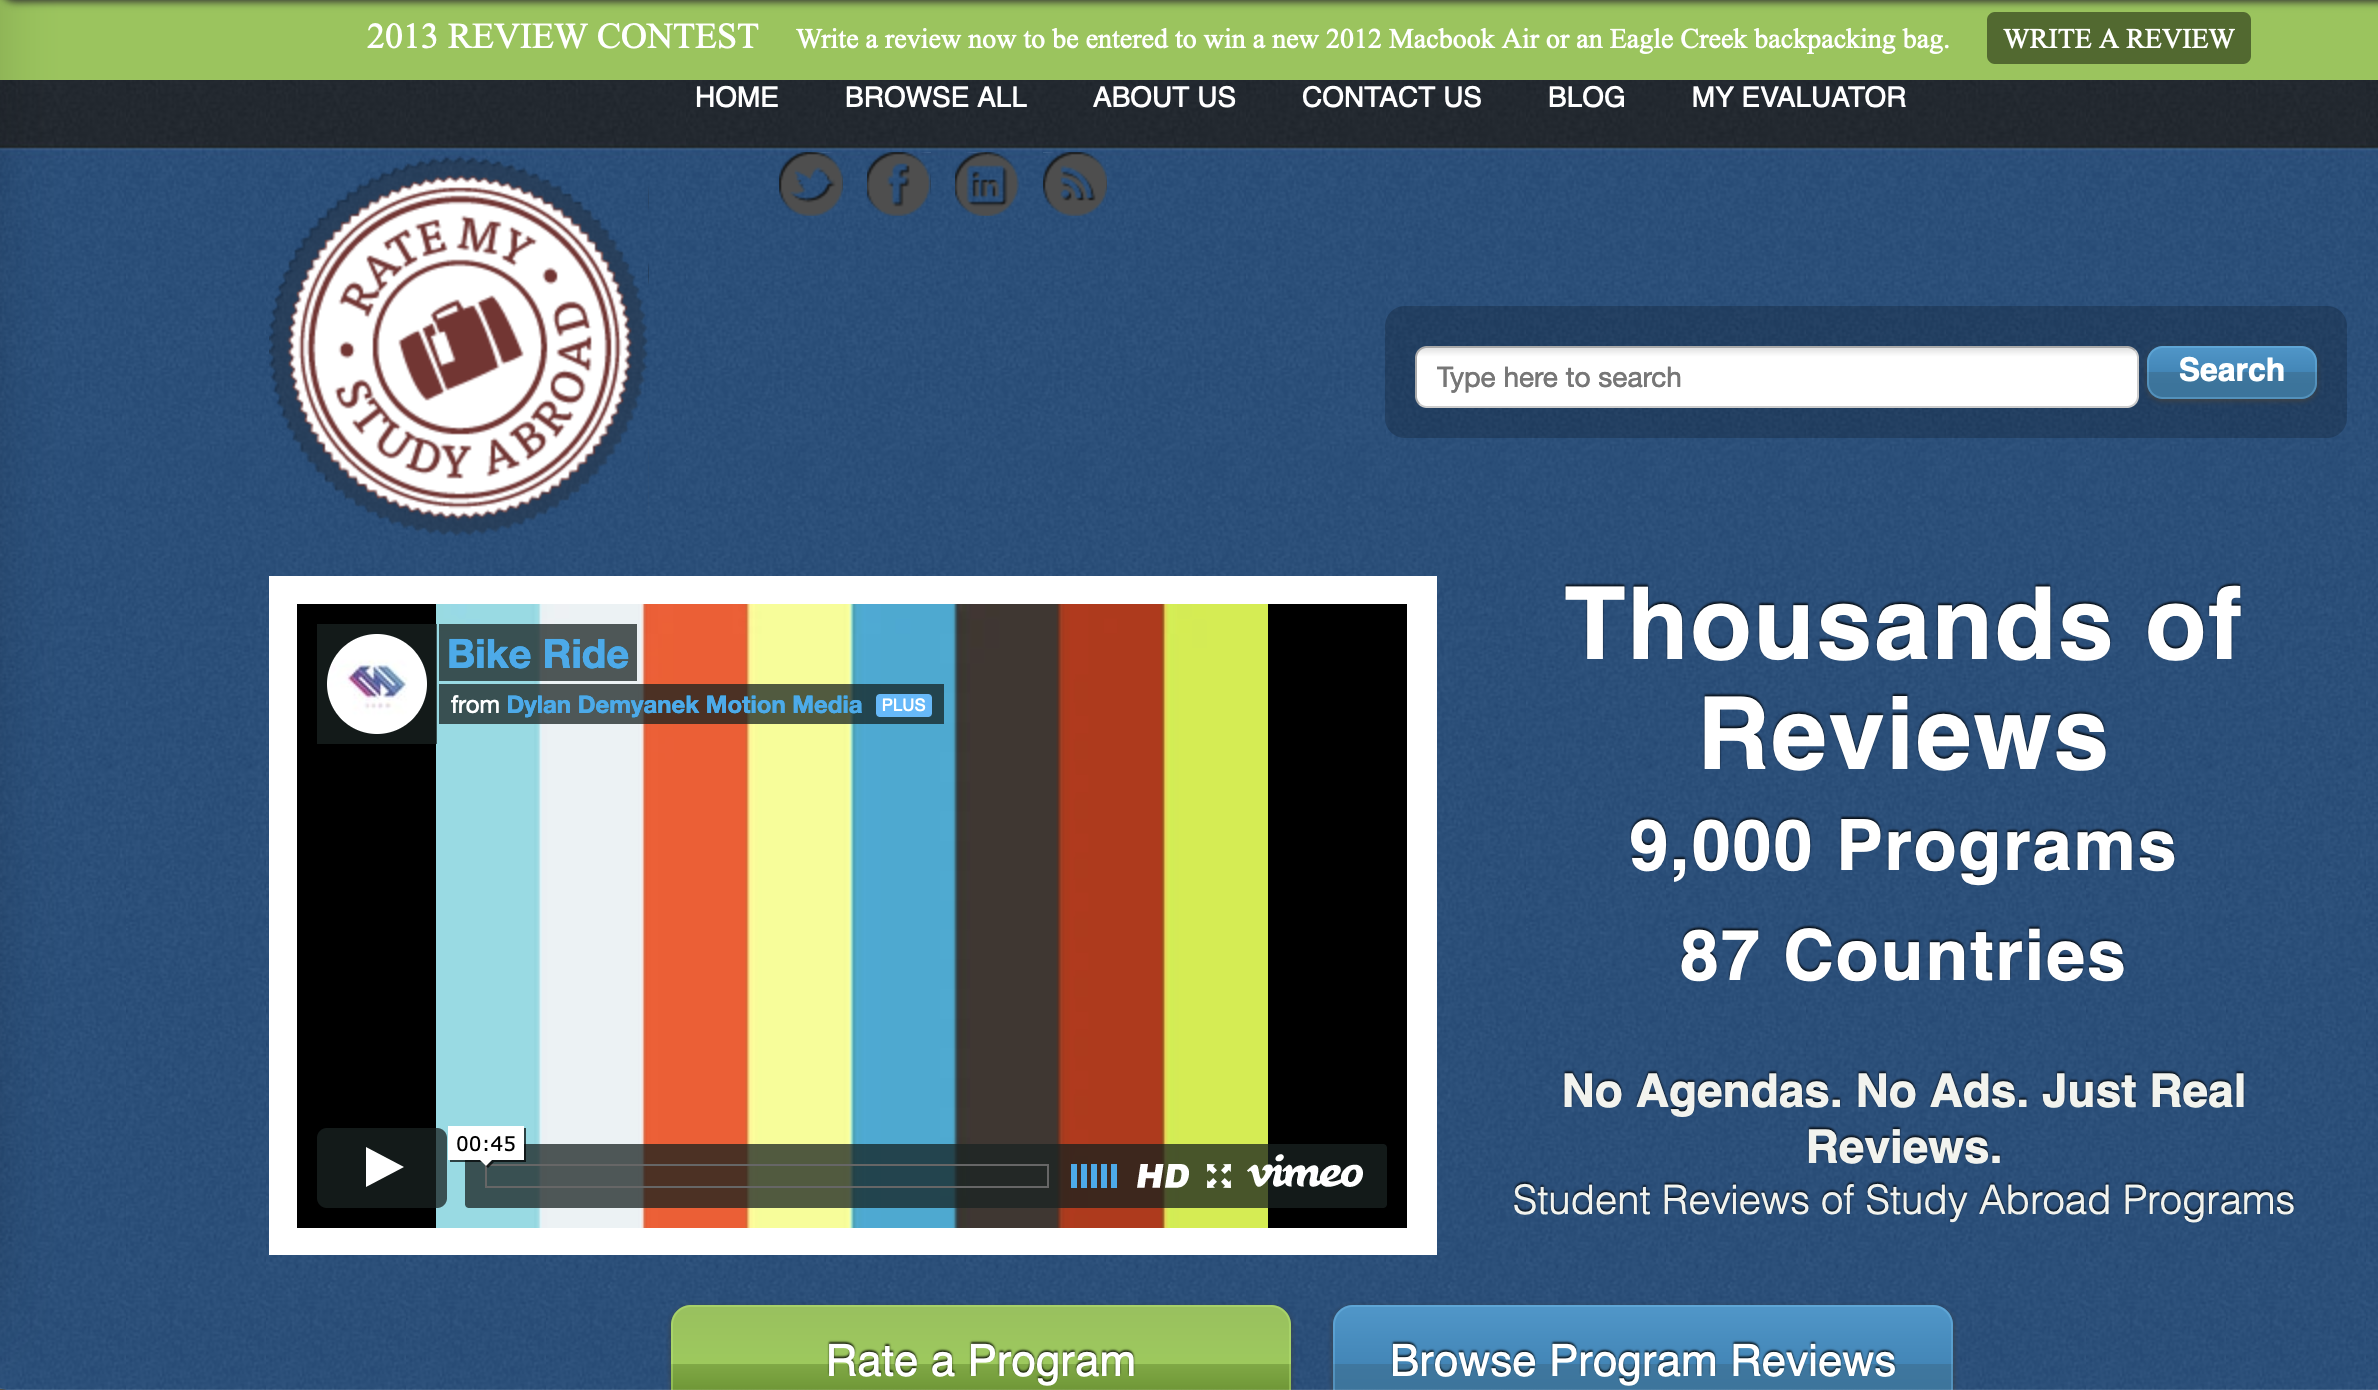 2013 REVIEW CONTEST Write a review now to be entered to win a new 2012 Macbook Air or an Eagle Creek backpacking bag. WRITE A REVIEW
HOME BROWSE ALL ABOUT US CONTACT US BLOG MY EVALUATOR
RATE MY
STUDY ABROAD
Type here to search Search
Bike Ride
from Dylan Demyanek Motion Media PLUS
00:45
HD vimeo
Thousands of
Reviews
9,000 Programs
87 Countries
No Agendas. No Ads. Just Real
Reviews.
Student Reviews of Study Abroad Programs
Rate a Program Browse Program Reviews